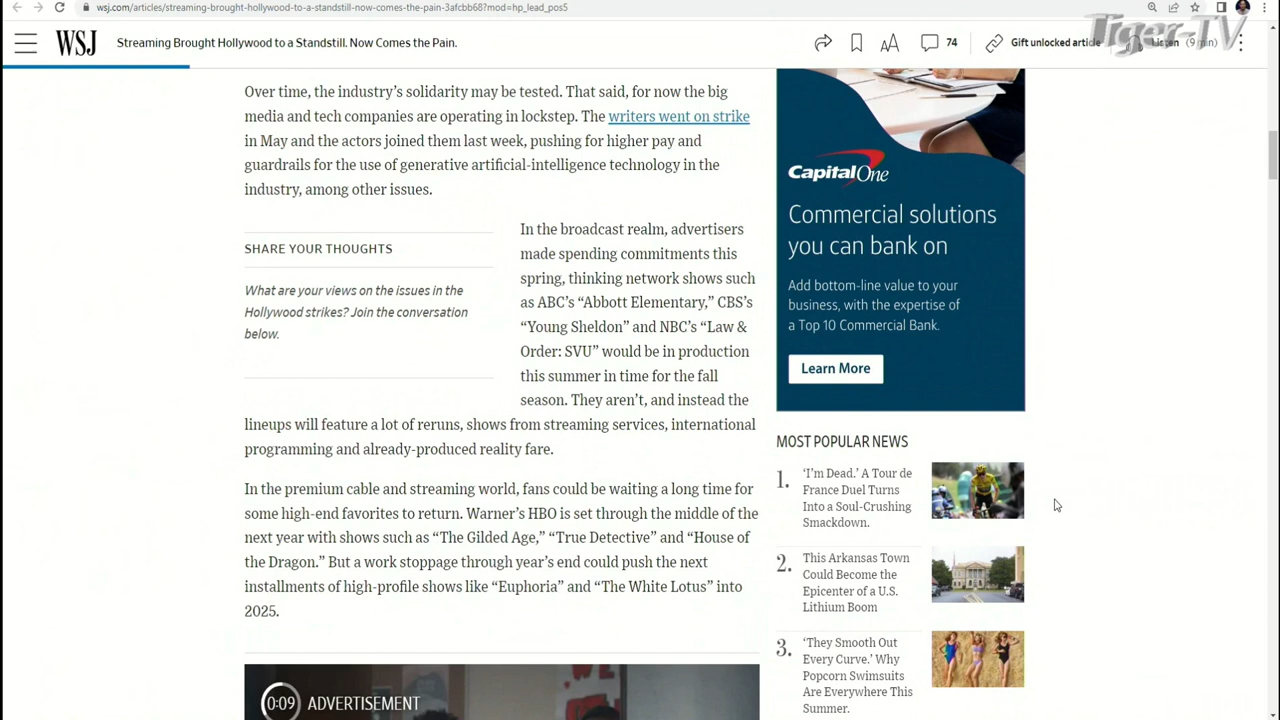 wsj.com/articles/streaming-brought-hollywood-to-a-standstill-now-comes-the-pain-3afcbb68?mod=hp_lead_pos5
Tiger-TV
WSJ
Streaming Brought Hollywood to a Standstill. Now Comes the Pain.
74
Gift unlocked article
Listen (9 min)
Over time, the industry’s solidarity may be tested. That said, for now the big
media and tech companies are operating in lockstep. The writers went on strike
in May and the actors joined them last week, pushing for higher pay and
guardrails for the use of generative artificial-intelligence technology in the
industry, among other issues.
SHARE YOUR THOUGHTS
What are your views on the issues in the
Hollywood strikes? Join the conversation
below.
In the broadcast realm, advertisers
made spending commitments this
spring, thinking network shows such
as ABC’s “Abbott Elementary,” CBS’s
“Young Sheldon” and NBC’s “Law &
Order: SVU” would be in production
this summer in time for the fall
season. They aren’t, and instead the
lineups will feature a lot of reruns, shows from streaming services, international
programming and already-produced reality fare.
In the premium cable and streaming world, fans could be waiting a long time for
some high-end favorites to return. Warner’s HBO is set through the middle of the
next year with shows such as “The Gilded Age,” “True Detective” and “House of
the Dragon.” But a work stoppage through year’s end could push the next
installments of high-profile shows like “Euphoria” and “The White Lotus” into
2025.
0:09 ADVERTISEMENT
Capital One
Commercial solutions
you can bank on
Add bottom-line value to your
business, with the expertise of
a Top 10 Commercial Bank.
Learn More
MOST POPULAR NEWS
1. ‘I’m Dead.’ A Tour de
France Duel Turns
Into a Soul-Crushing
Smackdown.
2. This Arkansas Town
Could Become the
Epicenter of a U.S.
Lithium Boom
3. ‘They Smooth Out
Every Curve.’ Why
Popcorn Swimsuits
Are Everywhere This
Summer.